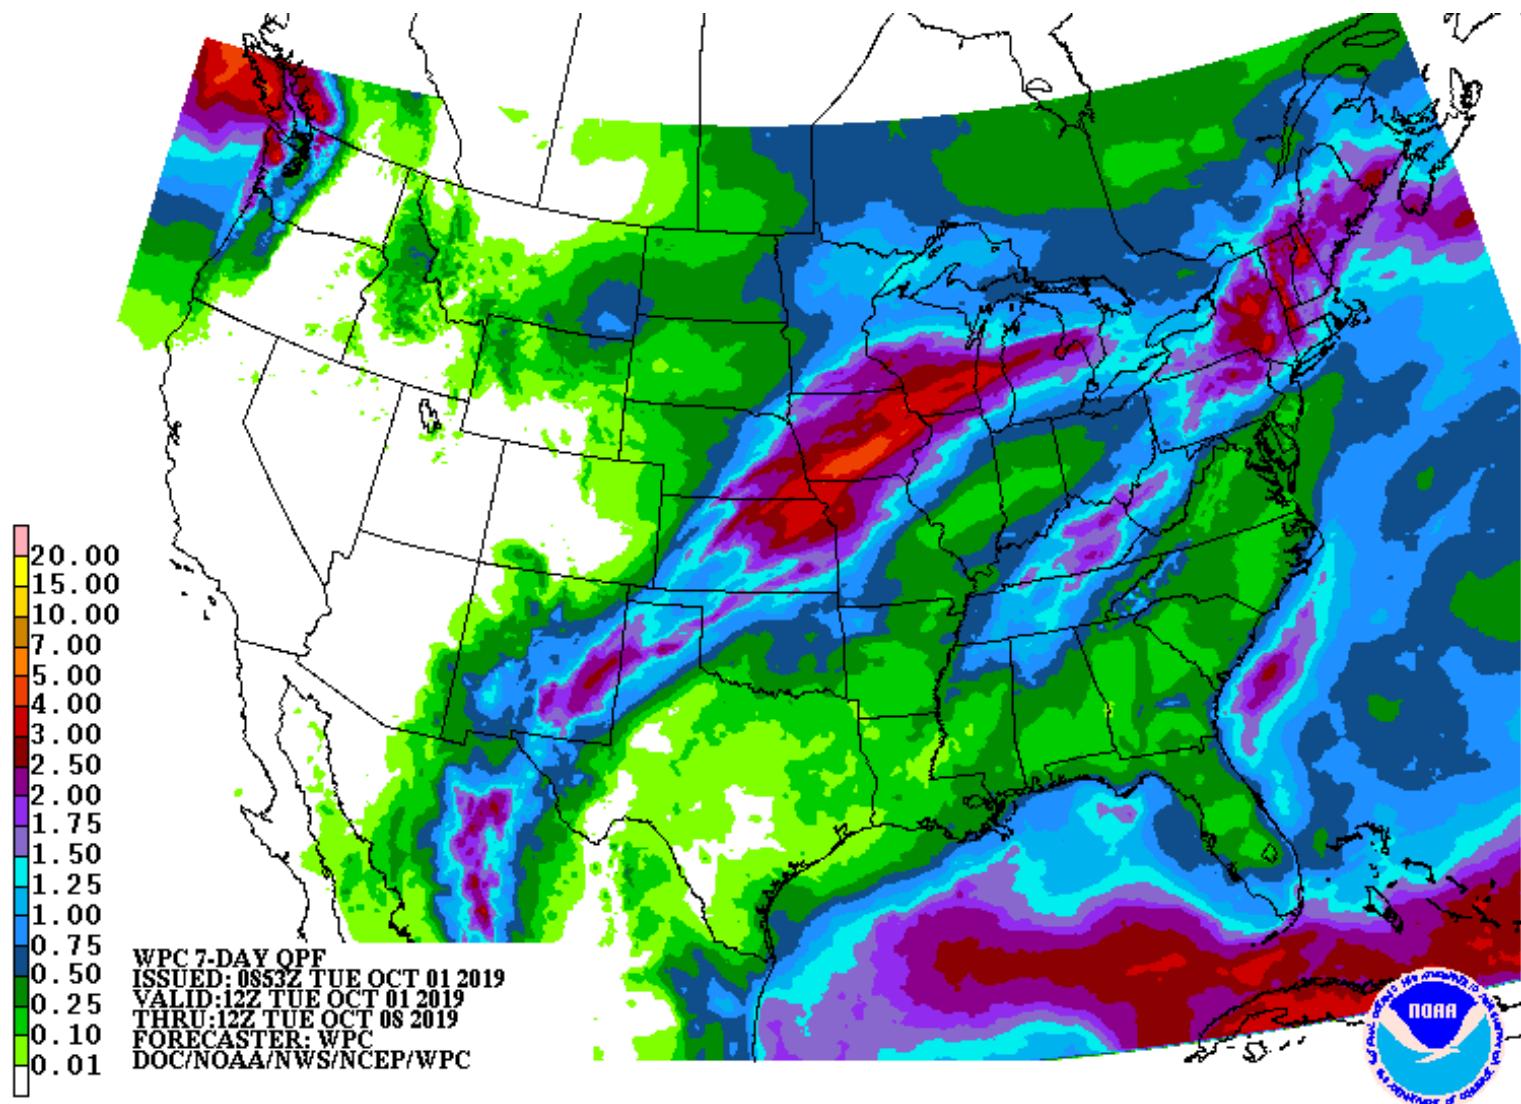 20.00
15.00
10.00
7.00
5.00
4.00
3.00
2.50
2.00
1.75
1.50
1.25
1.00
0.75
0.50
0.25
0.10
0.01
WPC 7-DAY QPF
ISSUED: 0853Z TUE OCT 01 2019
VALID:12Z TUE OCT 01 2019
THRU:12Z TUE OCT 08 2019
FORECASTER: WPC
DOC/NOAA/NWS/NCEP/WPC
NOAA